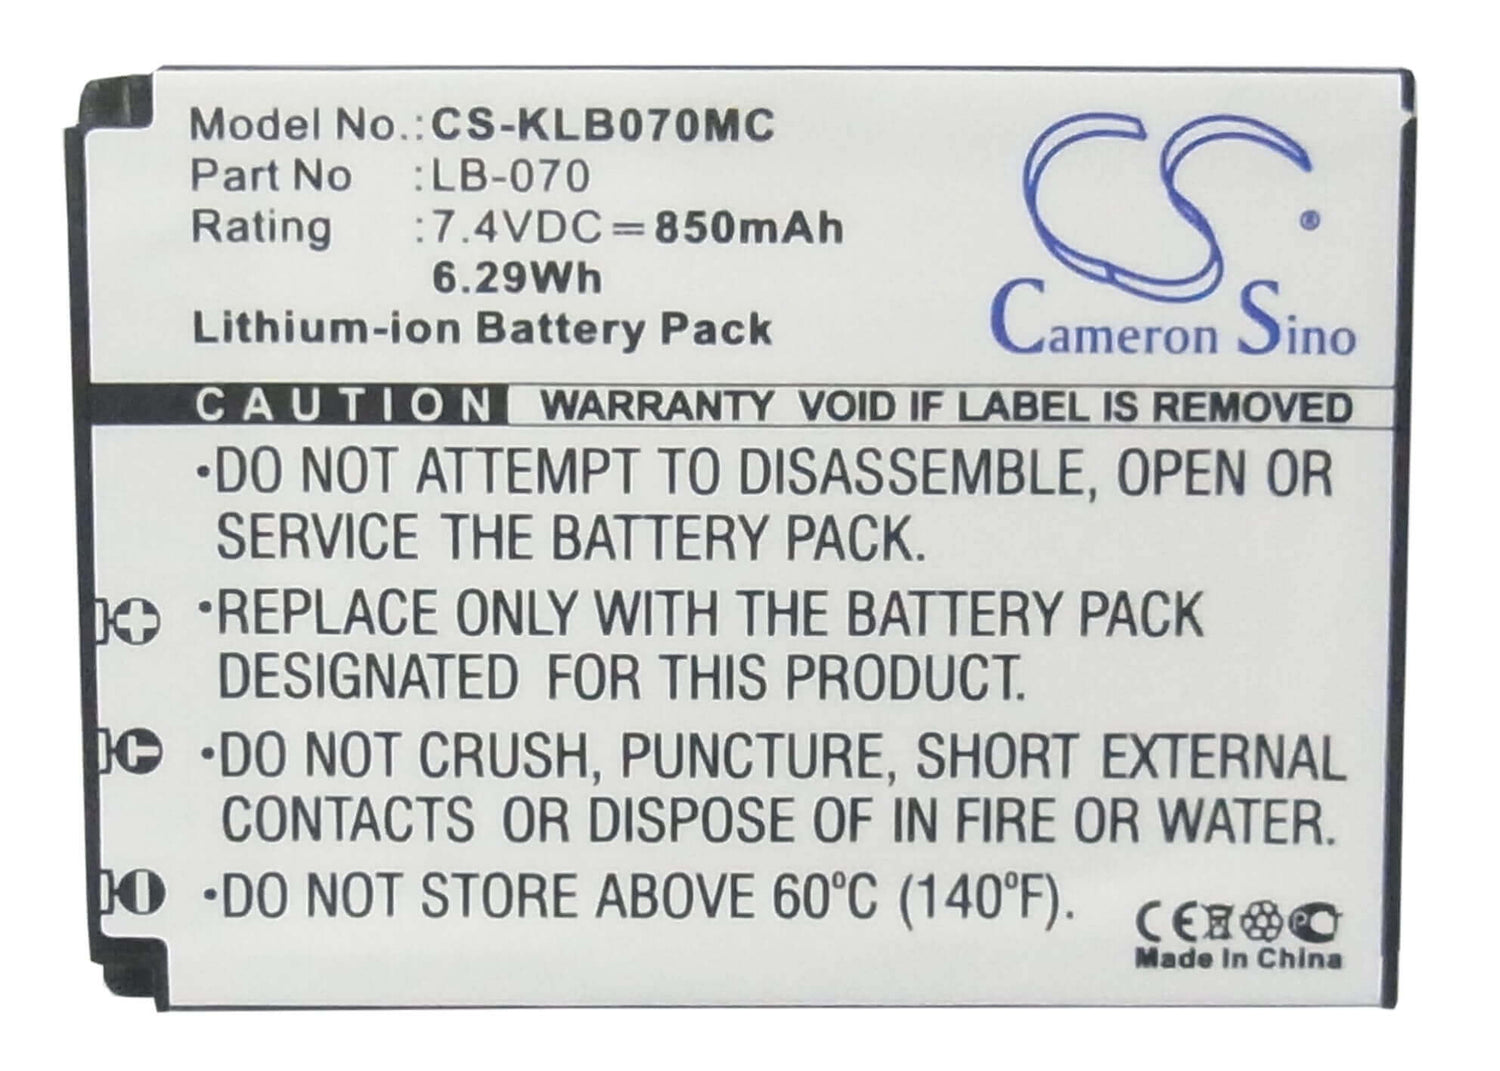 Model No.:CS-KLB070MC
Part No :LB-070
Rating :7.4VDC=850mAh
6.29Wh
Lithium-ion Battery Pack
CS®
Cameron Sino
CAUTION WARRANTY VOID IF LABEL IS REMOVED
•DO NOT ATTEMPT TO DISASSEMBLE, OPEN OR
SERVICE THE BATTERY PACK.
•REPLACE ONLY WITH THE BATTERY PACK
DESIGNATED FOR THIS PRODUCT.
•DO NOT CRUSH, PUNCTURE, SHORT EXTERNAL
CONTACTS OR DISPOSE OF IN FIRE OR WATER.
•DO NOT STORE ABOVE 60ºC (140ºF).
CE
Made In China